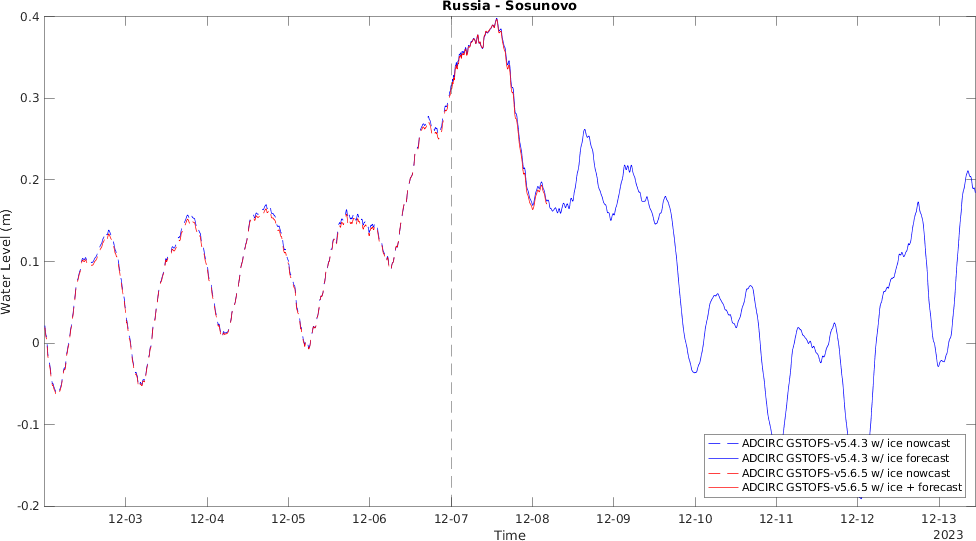 Russia - Sosunovo
0.4
0.3
0.2
0.1
0
-0.1
-0.2
Water Level (m)
ADCIRC GSTOFS-v5.4.3 w/ ice nowcast
ADCIRC GSTOFS-v5.4.3 w/ ice forecast
ADCIRC GSTOFS-v5.6.5 w/ ice nowcast
ADCIRC GSTOFS-v5.6.5 w/ ice + forecast
12-03 12-04 12-05 12-06 12-07 12-08 12-09 12-10 12-11 12-12 12-13
Time 2023